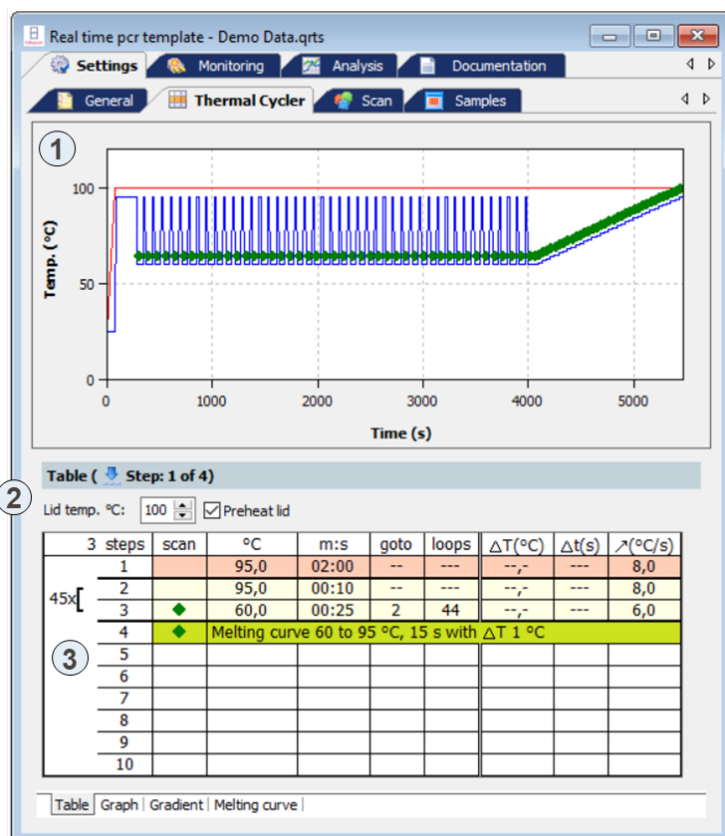 Real time pcr template - Demo Data.qrts
Settings Monitoring Analysis Documentation
General Thermal Cycler Scan Samples
1
Temp. (°C)
100
50
0
0 1000 2000 3000 4000 5000
Time (s)
Table ( Step: 1 of 4)
2
Lid temp. °C: 100 Preheat lid
3 steps scan °C m:s goto loops △T(°C) △t(s) ↗(°C/s)
1 95,0 02:00 -- --- --,- --- 8,0
45x[
2 95,0 00:10 -- --- --,- --- 8,0
3 60,0 00:25 2 44 --,- --- 6,0
4 Melting curve 60 to 95 °C, 15 s with △T 1 °C
3
5
6
7
8
9
10
Table Graph Gradient Melting curve